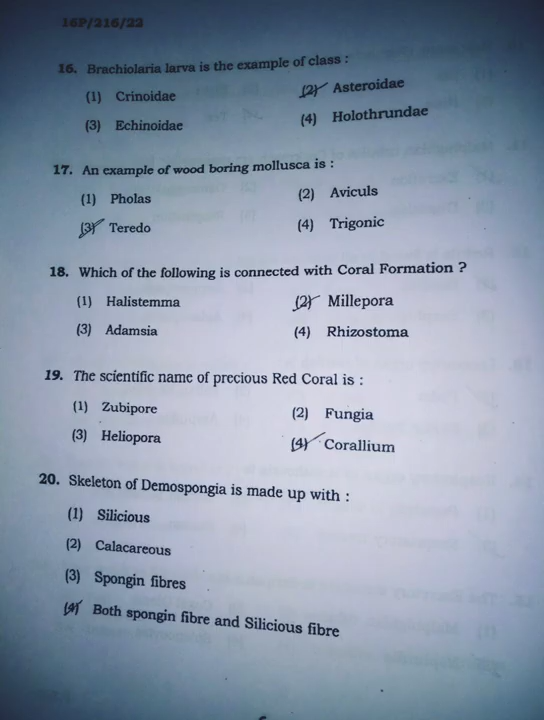 16P/216/22
16. Brachiolaria larva is the example of class :
(1) Crinoidae (2) Asteroidae
(3) Echinoidae (4) Holothrundae
17. An example of wood boring mollusca is :
(1) Pholas (2) Aviculs
(3) Teredo (4) Trigonic
18. Which of the following is connected with Coral Formation ?
(1) Halistemma (2) Millepora
(3) Adamsia (4) Rhizostoma
19. The scientific name of precious Red Coral is :
(1) Zubipore (2) Fungia
(3) Heliopora (4) Corallium
20. Skeleton of Demospongia is made up with :
(1) Silicious
(2) Calacareous
(3) Spongin fibres
(4) Both spongin fibre and Silicious fibre